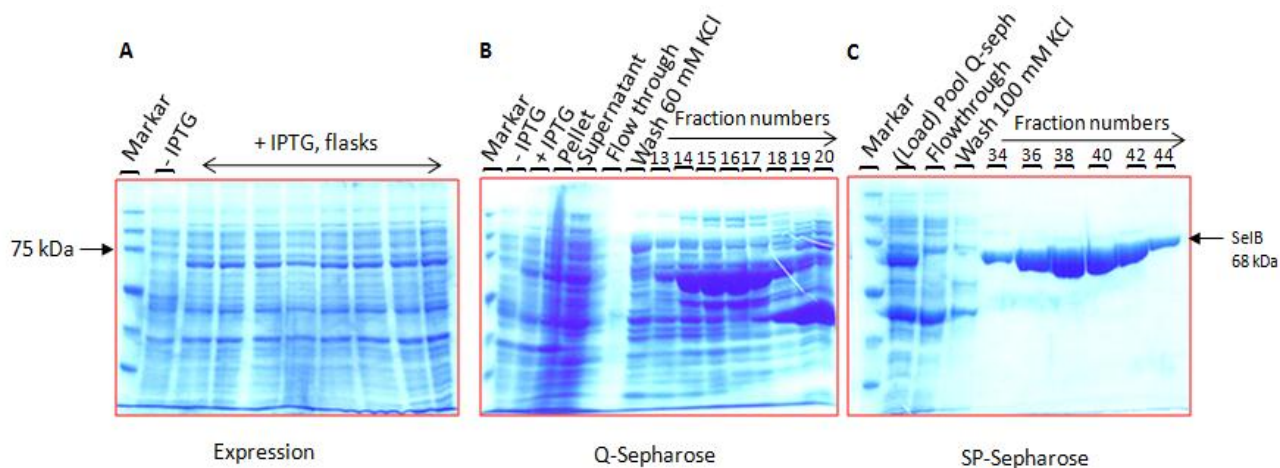 A
Markar
- IPTG
+ IPTG, flasks
75 kDa
Expression
B
Markar
- IPTG
+ IPTG
Pellet
Supernatant
Flow through
Wash 60 mM KCl
Fraction numbers
13 14 15 16 17 18 19 20
Q-Sepharose
C
Markar
(Load) Pool Q-seph
Flowthrough
Wash 100 mM KCl
Fraction numbers
34 36 38 40 42 44
SelB
68 kDa
SP-Sepharose